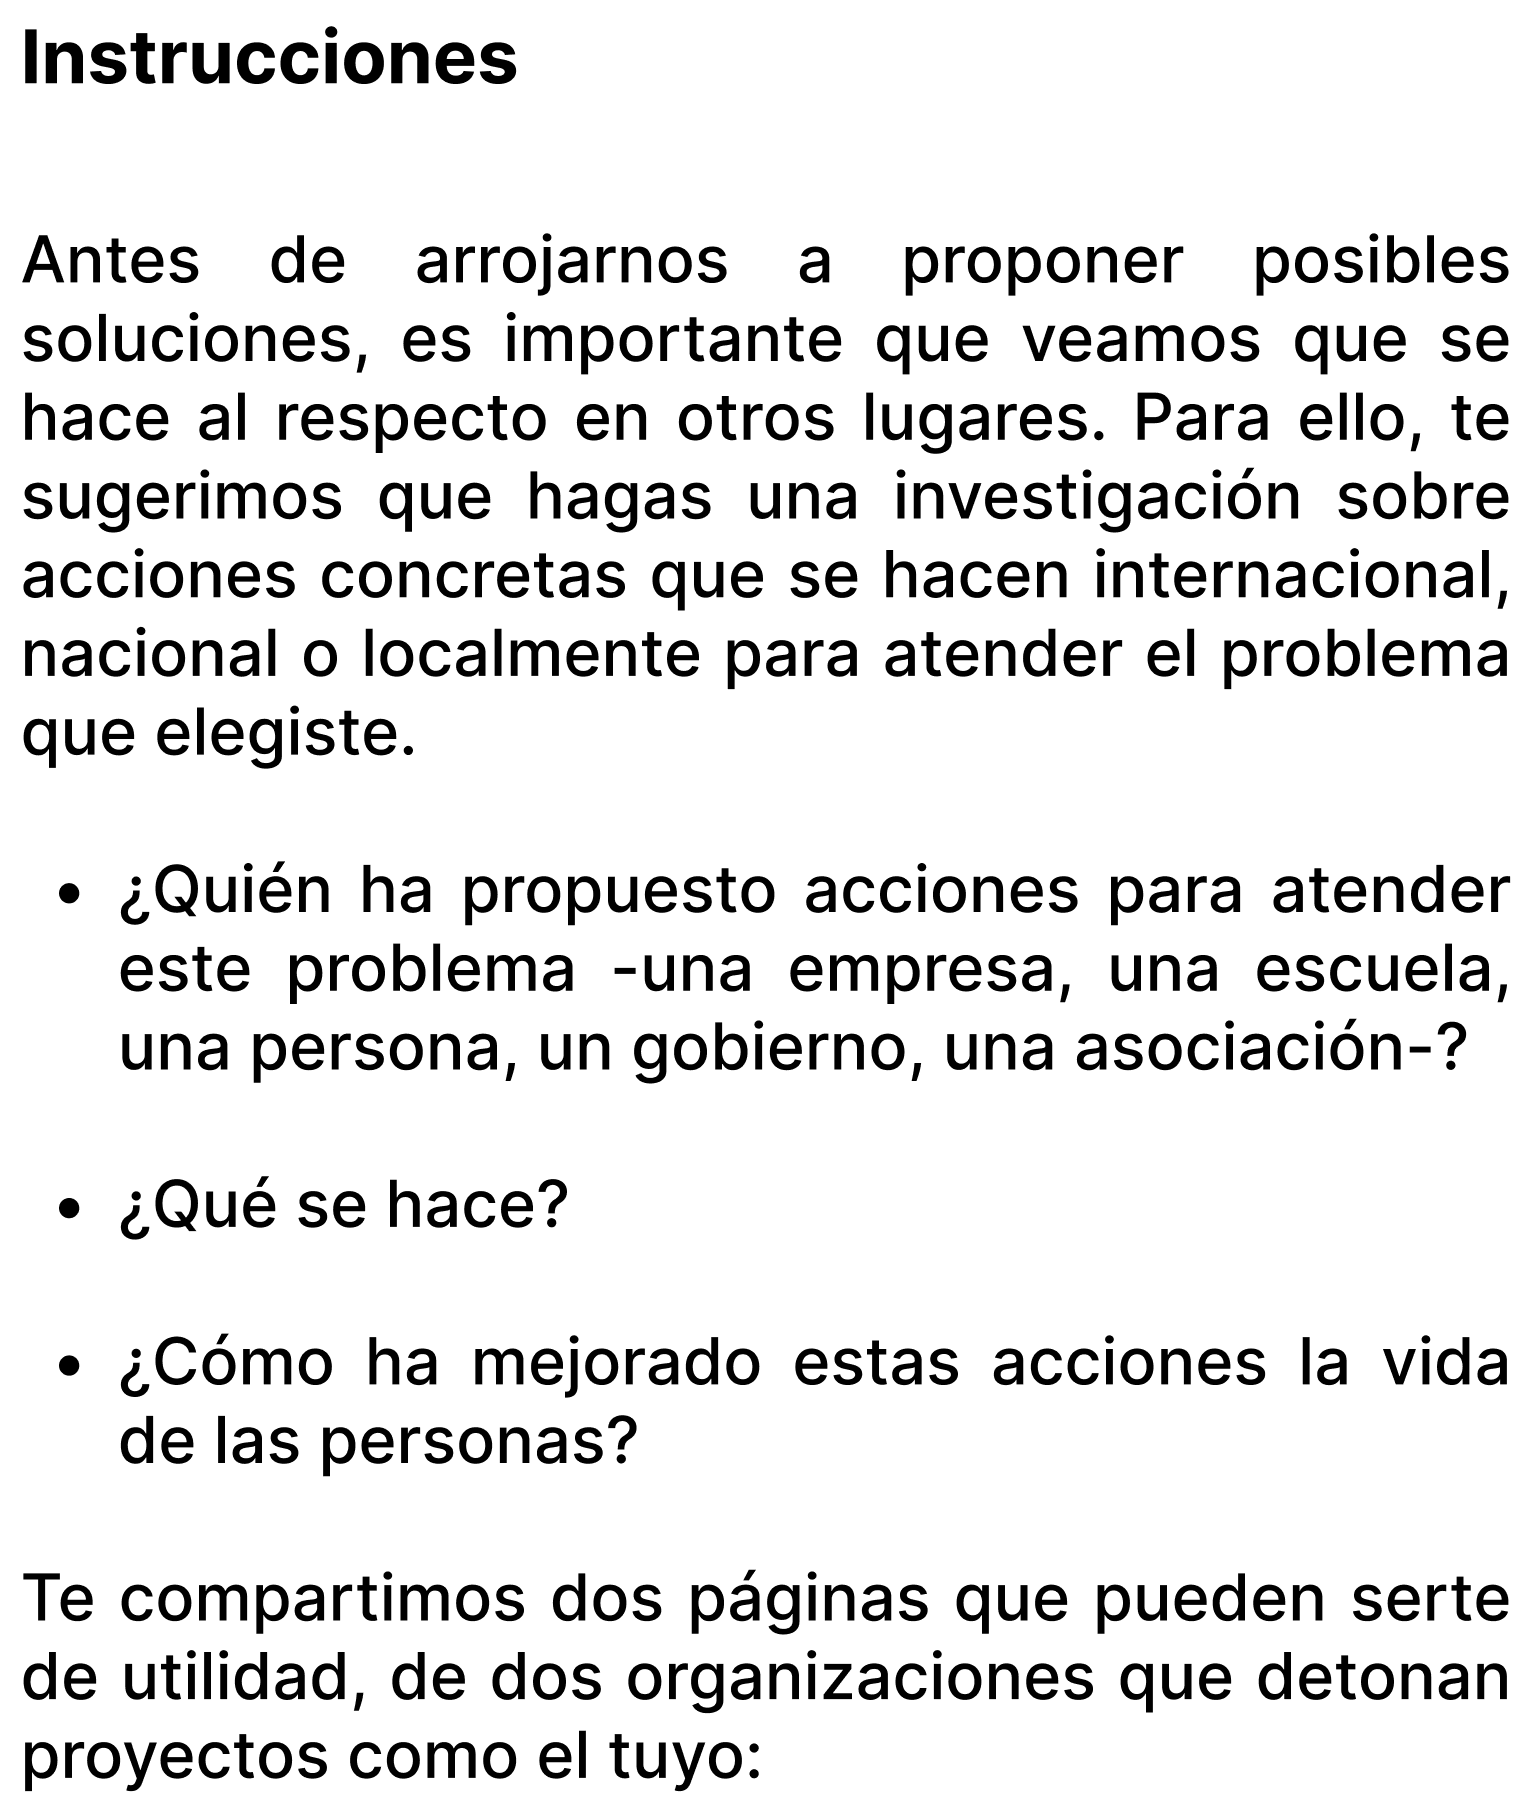 Instrucciones
Antes de arrojarnos a proponer posibles
soluciones, es importante que veamos que se
hace al respecto en otros lugares. Para ello, te
sugerimos que hagas una investigación sobre
acciones concretas que se hacen internacional,
nacional o localmente para atender el problema
que elegiste.
• ¿Quién ha propuesto acciones para atender
este problema -una empresa, una escuela,
una persona, un gobierno, una asociación-?
• ¿Qué se hace?
• ¿Cómo ha mejorado estas acciones la vida
de las personas?
Te compartimos dos páginas que pueden serte
de utilidad, de dos organizaciones que detonan
proyectos como el tuyo: